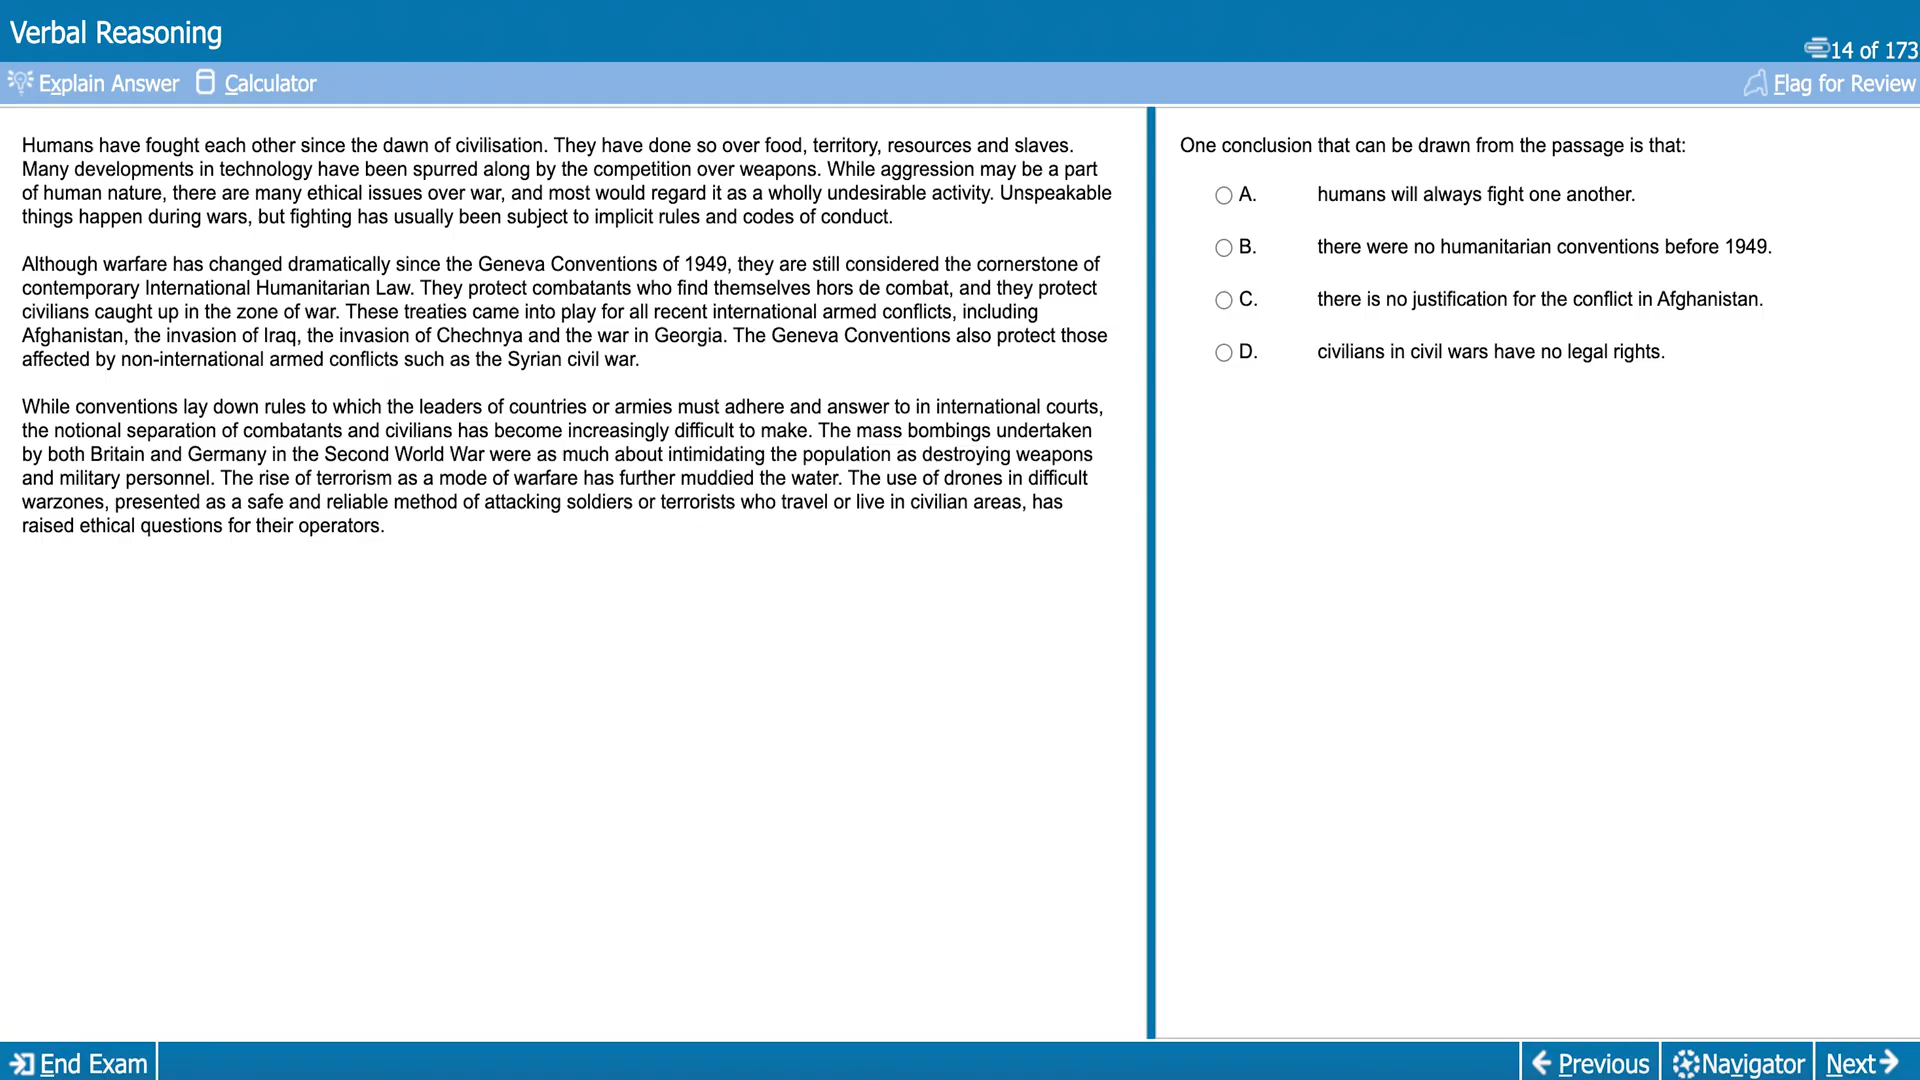 Verbal Reasoning
14 of 173
Explain Answer Calculator Flag for Review
Humans have fought each other since the dawn of civilisation. They have done so over food, territory, resources and slaves.
Many developments in technology have been spurred along by the competition over weapons. While aggression may be a part
of human nature, there are many ethical issues over war, and most would regard it as a wholly undesirable activity. Unspeakable
things happen during wars, but fighting has usually been subject to implicit rules and codes of conduct.
Although warfare has changed dramatically since the Geneva Conventions of 1949, they are still considered the cornerstone of
contemporary International Humanitarian Law. They protect combatants who find themselves hors de combat, and they protect
civilians caught up in the zone of war. These treaties came into play for all recent international armed conflicts, including
Afghanistan, the invasion of Iraq, the invasion of Chechnya and the war in Georgia. The Geneva Conventions also protect those
affected by non-international armed conflicts such as the Syrian civil war.
While conventions lay down rules to which the leaders of countries or armies must adhere and answer to in international courts,
the notional separation of combatants and civilians has become increasingly difficult to make. The mass bombings undertaken
by both Britain and Germany in the Second World War were as much about intimidating the population as destroying weapons
and military personnel. The rise of terrorism as a mode of warfare has further muddied the water. The use of drones in difficult
warzones, presented as a safe and reliable method of attacking soldiers or terrorists who travel or live in civilian areas, has
raised ethical questions for their operators.
One conclusion that can be drawn from the passage is that:
A. humans will always fight one another.
B. there were no humanitarian conventions before 1949.
C. there is no justification for the conflict in Afghanistan.
D. civilians in civil wars have no legal rights.
End Exam Previous Navigator Next